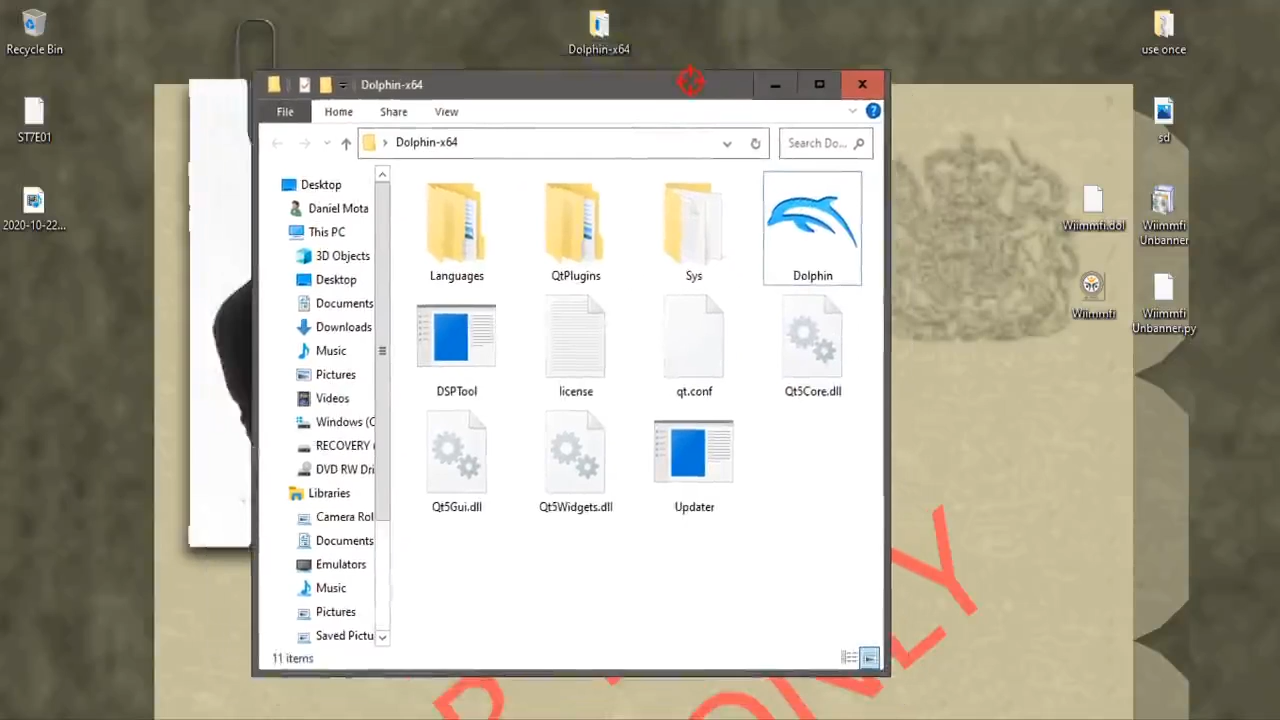 Recycle Bin
Dolphin-x64
use once
ST7E01
2020-10-22...
sd
Wiimmfi.dol
Wiimmfi
Unbanner
Wiimmfi
Wiimmfi
Unbanner.py
Dolphin-x64
File
Home
Share
View
Dolphin-x64
Search Do...
Desktop
Daniel Mota
This PC
3D Objects
Desktop
Documents
Downloads
Music
Pictures
Videos
Windows (C
RECOVERY (
DVD RW Dri
Libraries
Camera Rol
Documents
Emulators
Music
Pictures
Saved Pictu
Languages
QtPlugins
Sys
Dolphin
DSPTool
license
qt.conf
Qt5Core.dll
Qt5Gui.dll
Qt5Widgets.dll
Updater
11 items